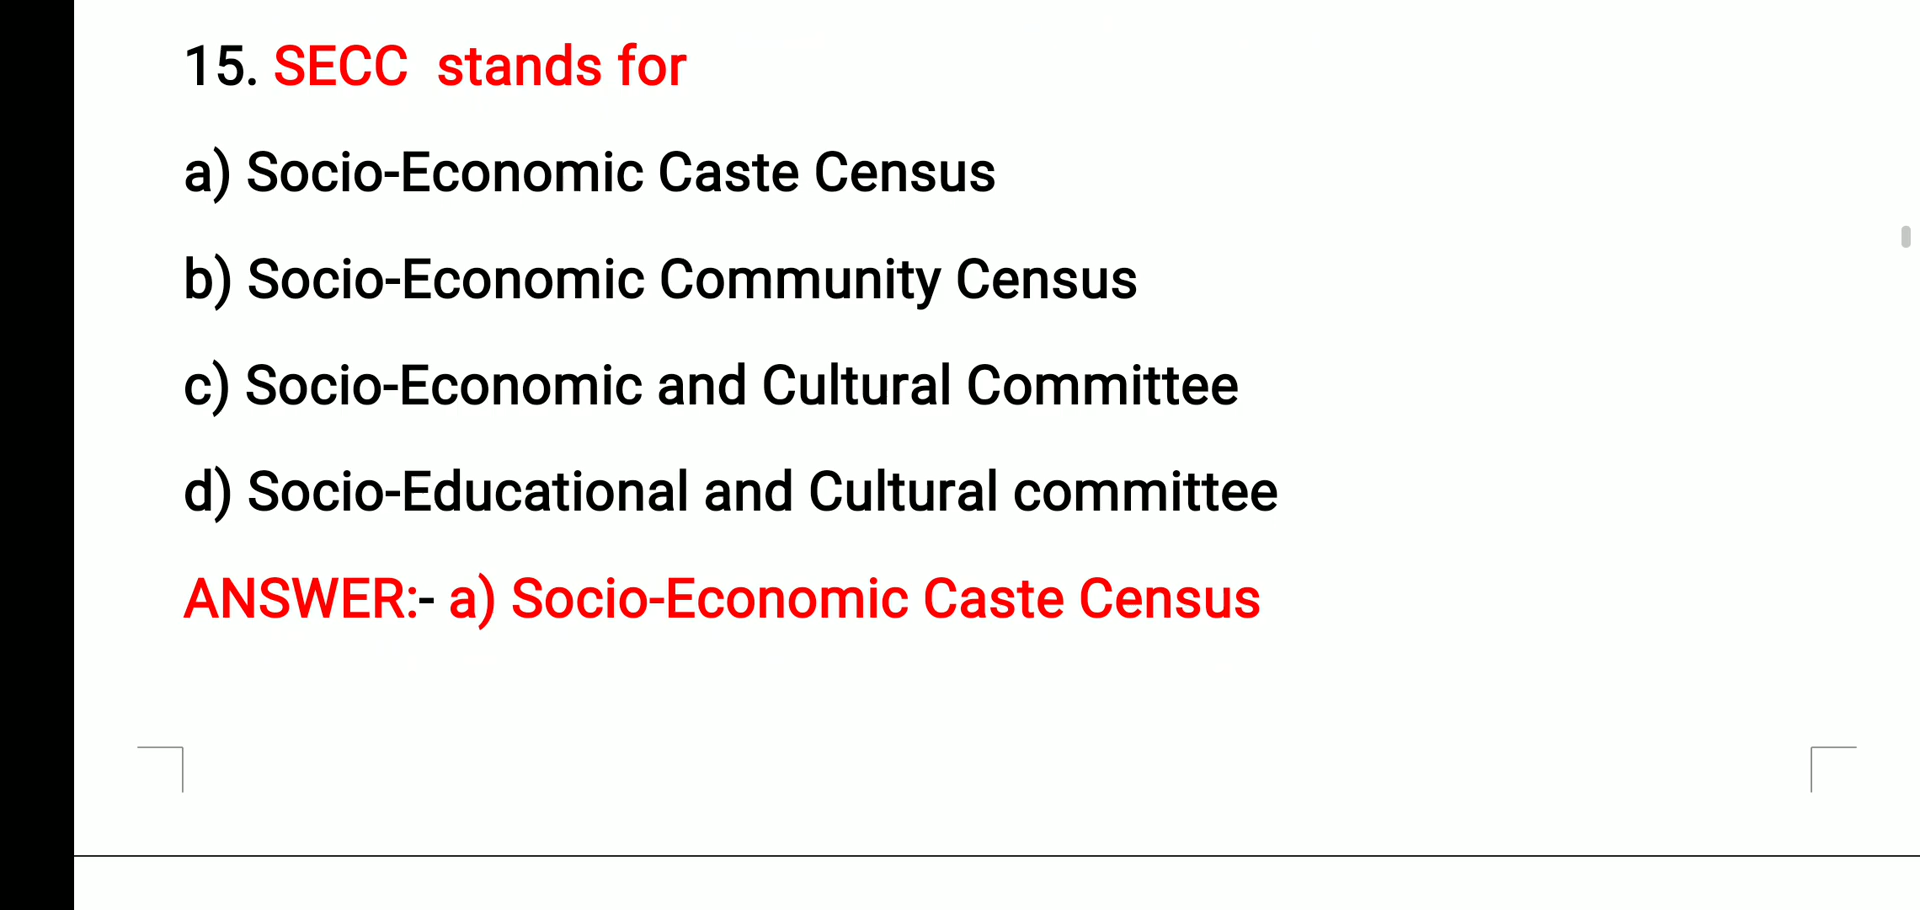 15. SECC  stands for
a) Socio-Economic Caste Census
b) Socio-Economic Community Census
c) Socio-Economic and Cultural Committee
d) Socio-Educational and Cultural committee
ANSWER:- a) Socio-Economic Caste Census